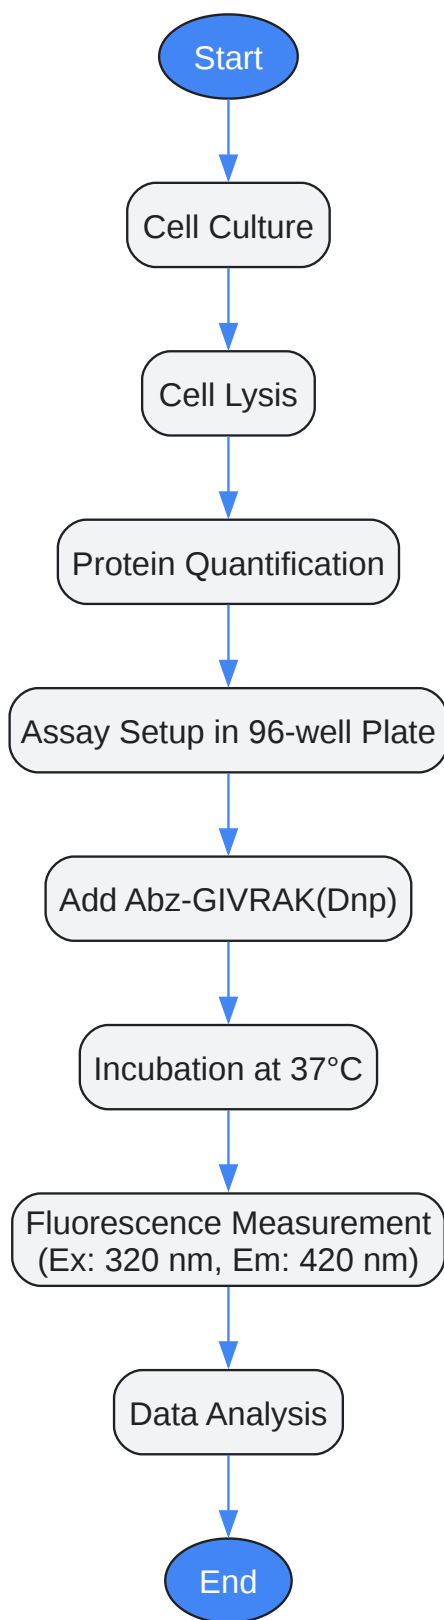 Start
Cell Culture
Cell Lysis
Protein Quantification
Assay Setup in 96-well Plate
Add Abz-GIVRAK(Dnp)
Incubation at 37°C
Fluorescence Measurement
(Ex: 320 nm, Em: 420 nm)
Data Analysis
End